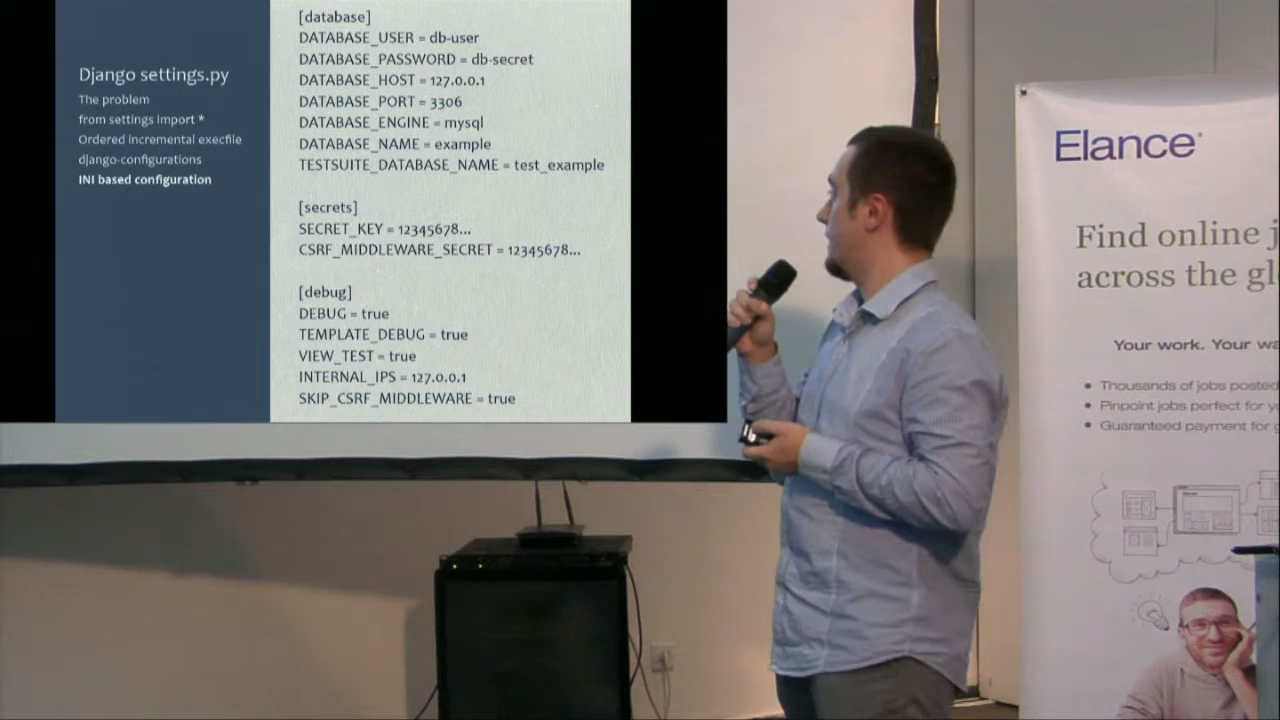 Django settings.py
The problem
from settings import *
Ordered incremental execfile
django-configurations
INI based configuration
[database]
DATABASE_USER = db-user
DATABASE_PASSWORD = db-secret
DATABASE_HOST = 127.0.0.1
DATABASE_PORT = 3306
DATABASE_ENGINE = mysql
DATABASE_NAME = example
TESTSUITE_DATABASE_NAME = test_example
[secrets]
SECRET_KEY = 12345678...
CSRF_MIDDLEWARE_SECRET = 12345678...
[debug]
DEBUG = true
TEMPLATE_DEBUG = true
VIEW_TEST = true
INTERNAL_IPS = 127.0.0.1
SKIP_CSRF_MIDDLEWARE = true
Elance
Find online j
across the gl
Your work. Your wa
• Thousands of jobs posted
• Pinpoint jobs perfect for y
• Guaranteed payment for